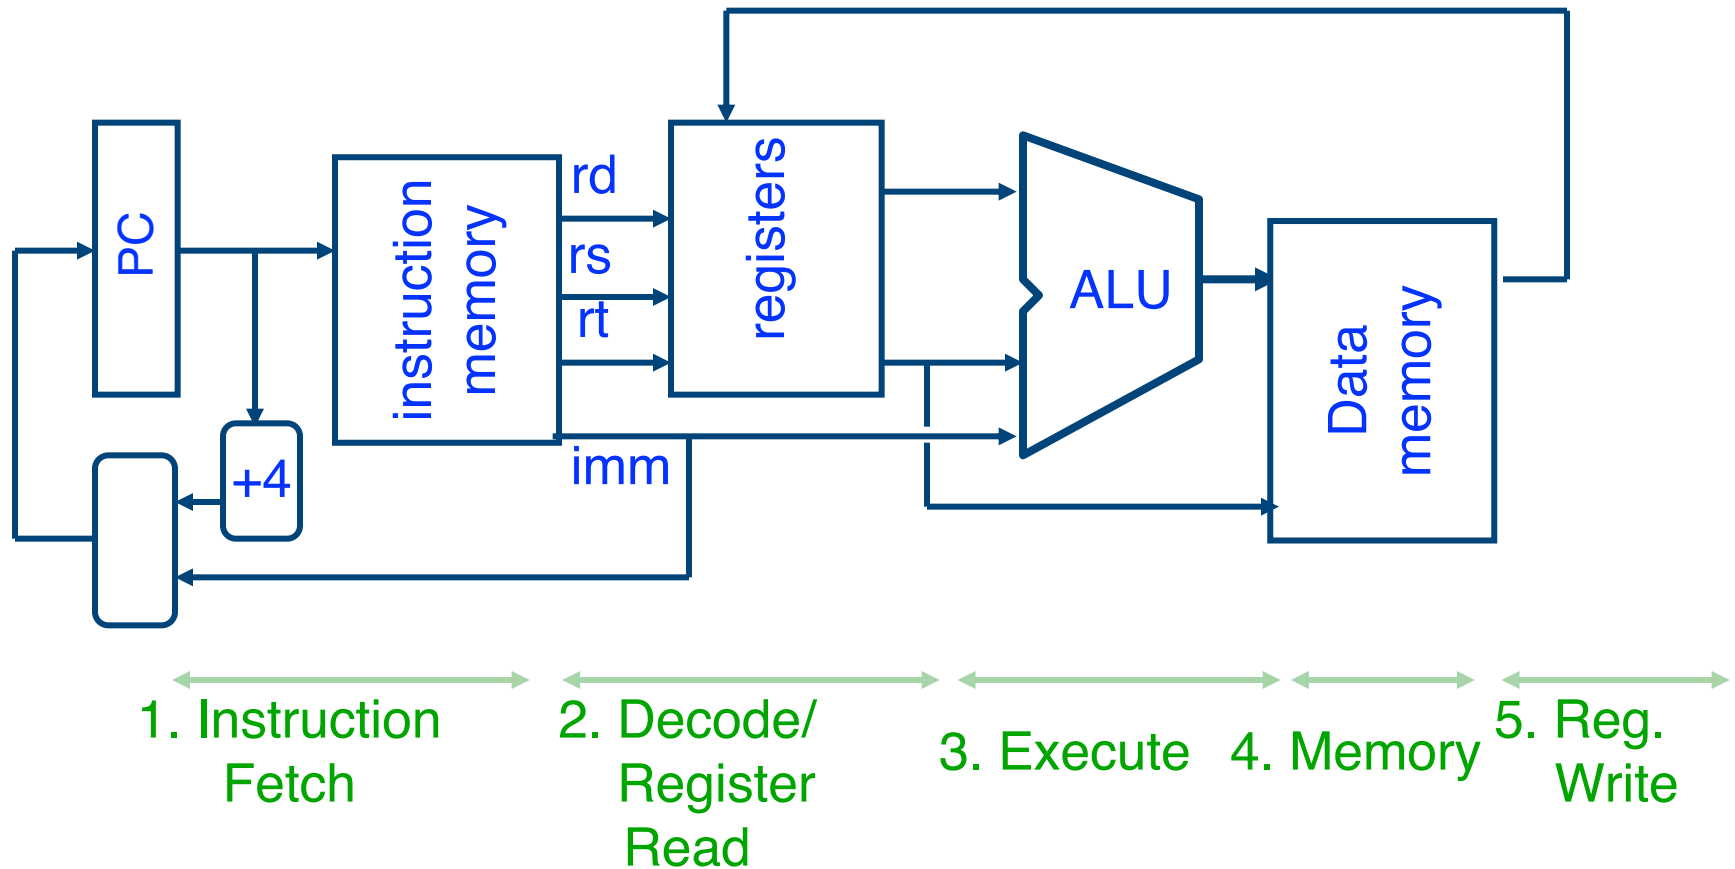 PC
+4
instruction
memory
rd
rs
rt
imm
registers
ALU
Data
memory
1. Instruction
Fetch
2. Decode/
Register
Read
3. Execute
4. Memory
5. Reg.
Write